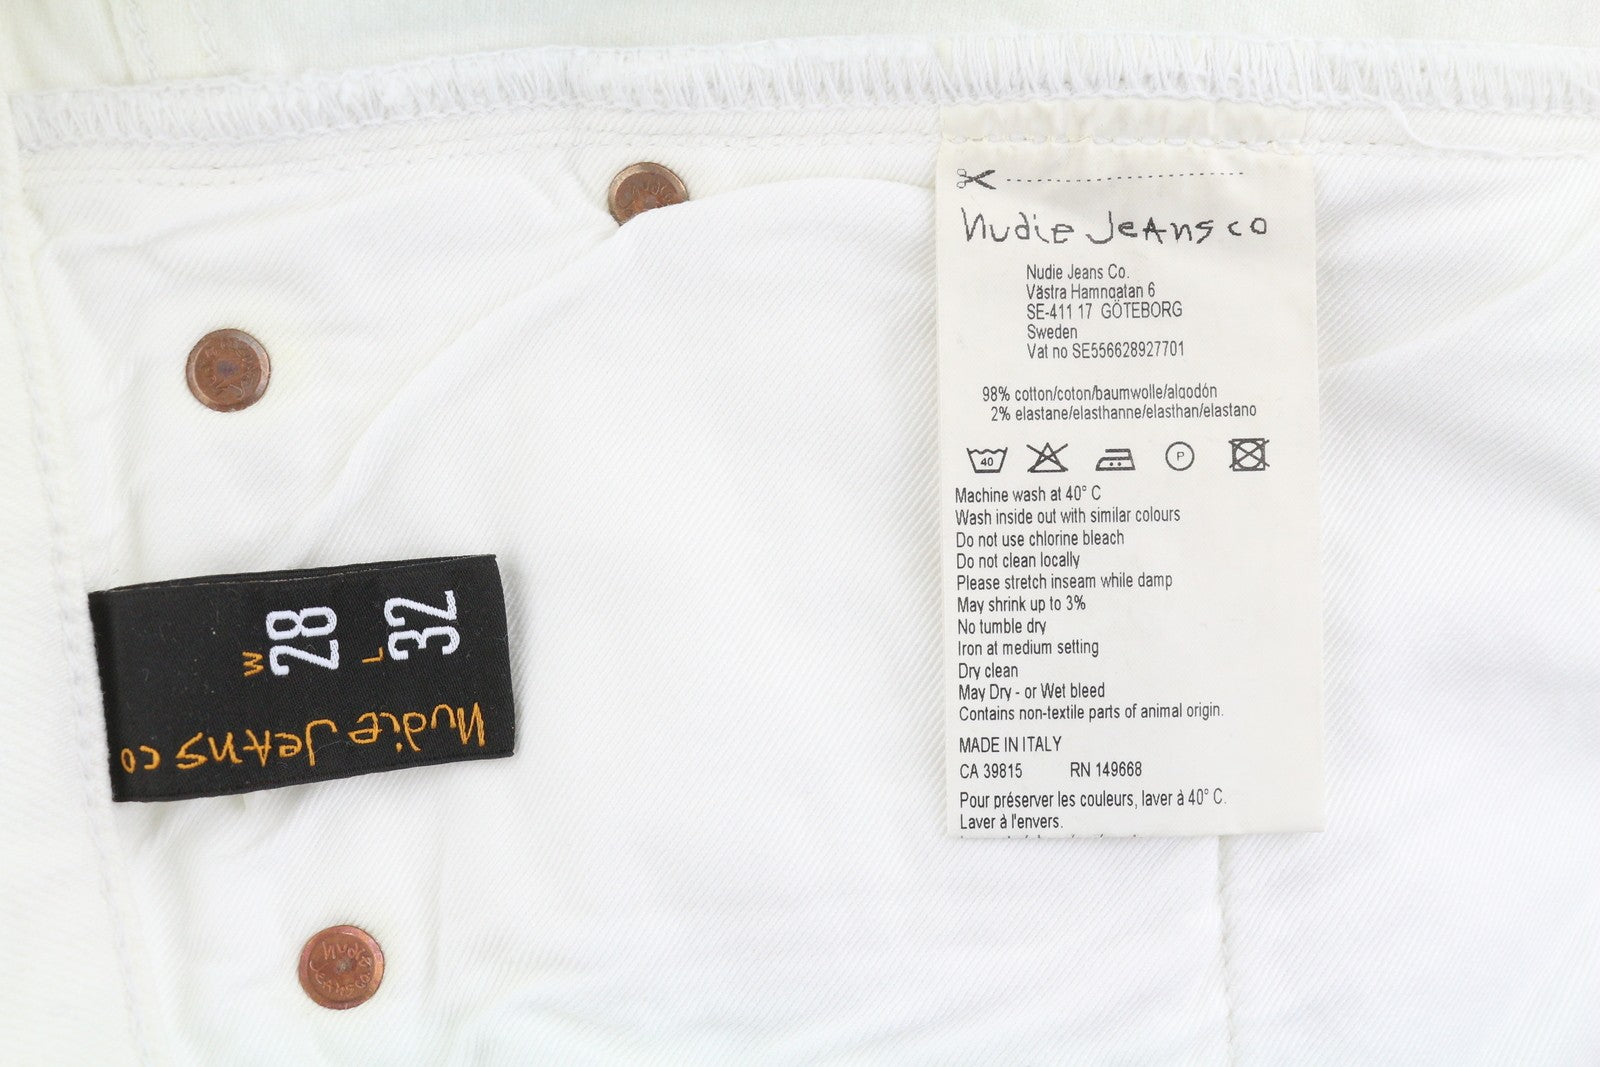 nudie JeAns co
Nudie Jeans Co.
Västra Hamngatan 6
SE-411 17 GÖTEBORG
Sweden
Vat no SE556628927701
98% cotton/coton/baumwolle/algodón
2% elastane/elasthanne/elasthan/elastano
40 P
Machine wash at 40° C
Wash inside out with similar colours
Do not use chlorine bleach
Do not clean locally
Please stretch inseam while damp
May shrink up to 3%
No tumble dry
Iron at medium setting
Dry clean
May Dry - or Wet bleed
Contains non-textile parts of animal origin.
MADE IN ITALY
CA 39815 RN 149668
Pour préserver les couleurs, laver à 40° C.
Laver à l'envers.
W 28
L 32
nudie JeAns co
nudie
JeAns co